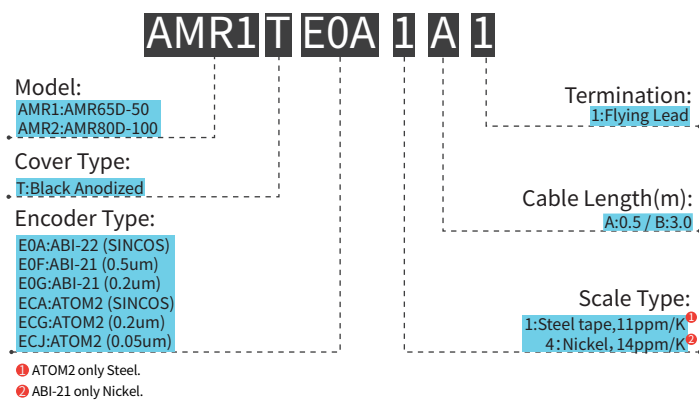 AMR1 T E0A 1 A 1
Model:
AMR1:AMR65D-50
AMR2:AMR80D-100
Cover Type:
T:Black Anodized
Encoder Type:
E0A:ABI-22 (SINCOS)
E0F:ABI-21 (0.5um)
E0G:ABI-21 (0.2um)
ECA:ATOM2 (SINCOS)
ECG:ATOM2 (0.2um)
ECJ:ATOM2 (0.05um)
1 ATOM2 only Steel.
2 ABI-21 only Nickel.
Termination:
1:Flying Lead
Cable Length(m):
A:0.5 / B:3.0
Scale Type:
1:Steel tape,11ppm/K 1
4：Nickel, 14ppm/K 2